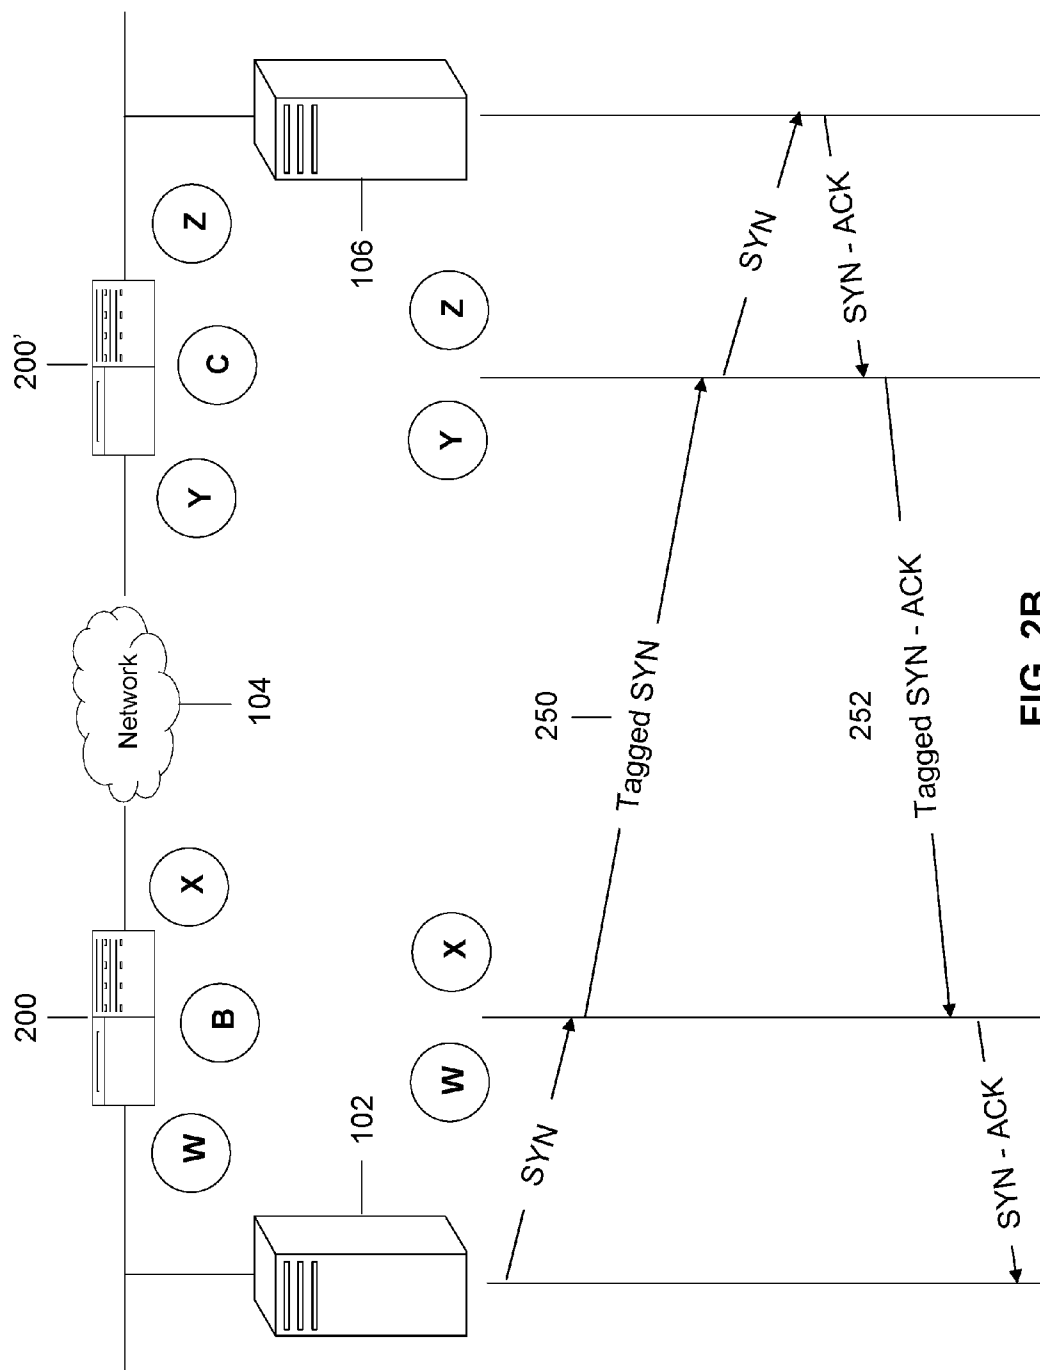 200
200'
Network
W
X
Y
Z
B
C
104
102
106
W
X
Y
Z
SYN
250
Tagged SYN
SYN
SYN - ACK
252
Tagged SYN - ACK
SYN - ACK
FIG. 2B